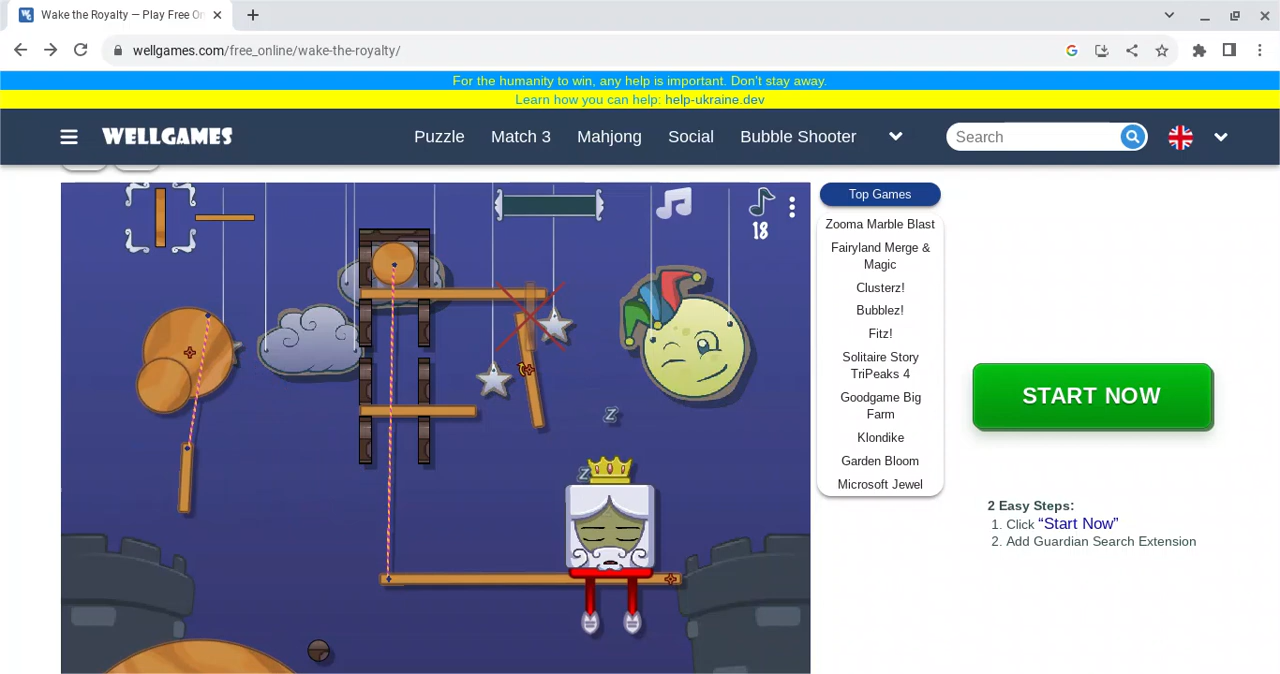 Wake the Royalty — Play Free On
wellgames.com/free_online/wake-the-royalty/
For the humanity to win, any help is important. Don't stay away.
Learn how you can help: help-ukraine.dev
WELLGAMES
Puzzle
Match 3
Mahjong
Social
Bubble Shooter
Search
18
Z
Z
Top Games
Zooma Marble Blast
Fairyland Merge &
Magic
Clusterz!
Bubblez!
Fitz!
Solitaire Story
TriPeaks 4
Goodgame Big
Farm
Klondike
Garden Bloom
Microsoft Jewel
START NOW
2 Easy Steps:
1. Click “Start Now”
2. Add Guardian Search Extension